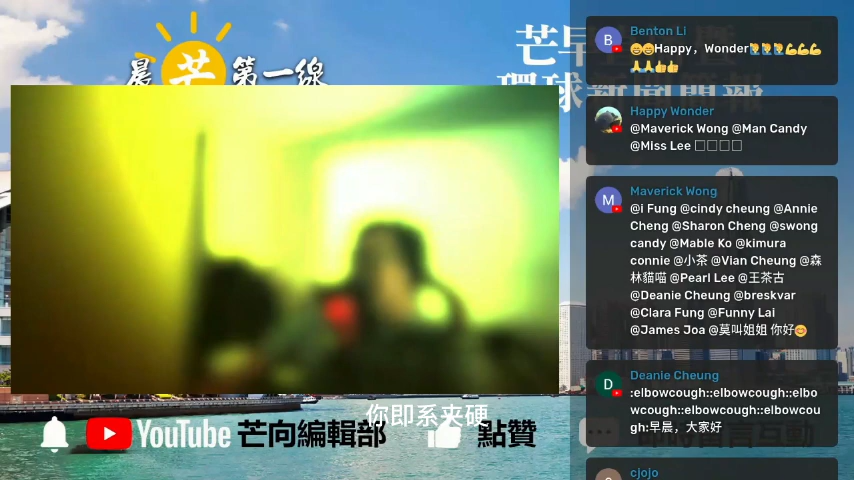 晨芒第一線
芒早
環球新聞簡報
你即系夹硬
YouTube 芒向編輯部
點贊
Benton Li
😄😄Happy，Wonder🙋‍♂️🙋‍♂️🙋‍♂️💪💪💪
🙏🙏👍👍
Happy Wonder
@Maverick Wong @Man Candy
@Miss Lee □□□□
Maverick Wong
@i Fung @cindy cheung @Annie
Cheng @Sharon Cheng @swong
candy @Mable Ko @kimura
connie @小茶 @Vian Cheung @森
林貓喵 @Pearl Lee @王茶古
@Deanie Cheung @breskvar
@Clara Fung @Funny Lai
@James Joa @莫叫姐姐 你好😊
Deanie Cheung
:elbowcough::elbowcough::elbo
wcough::elbowcough::elbowcou
gh:早晨，大家好
留言互動
cjojo